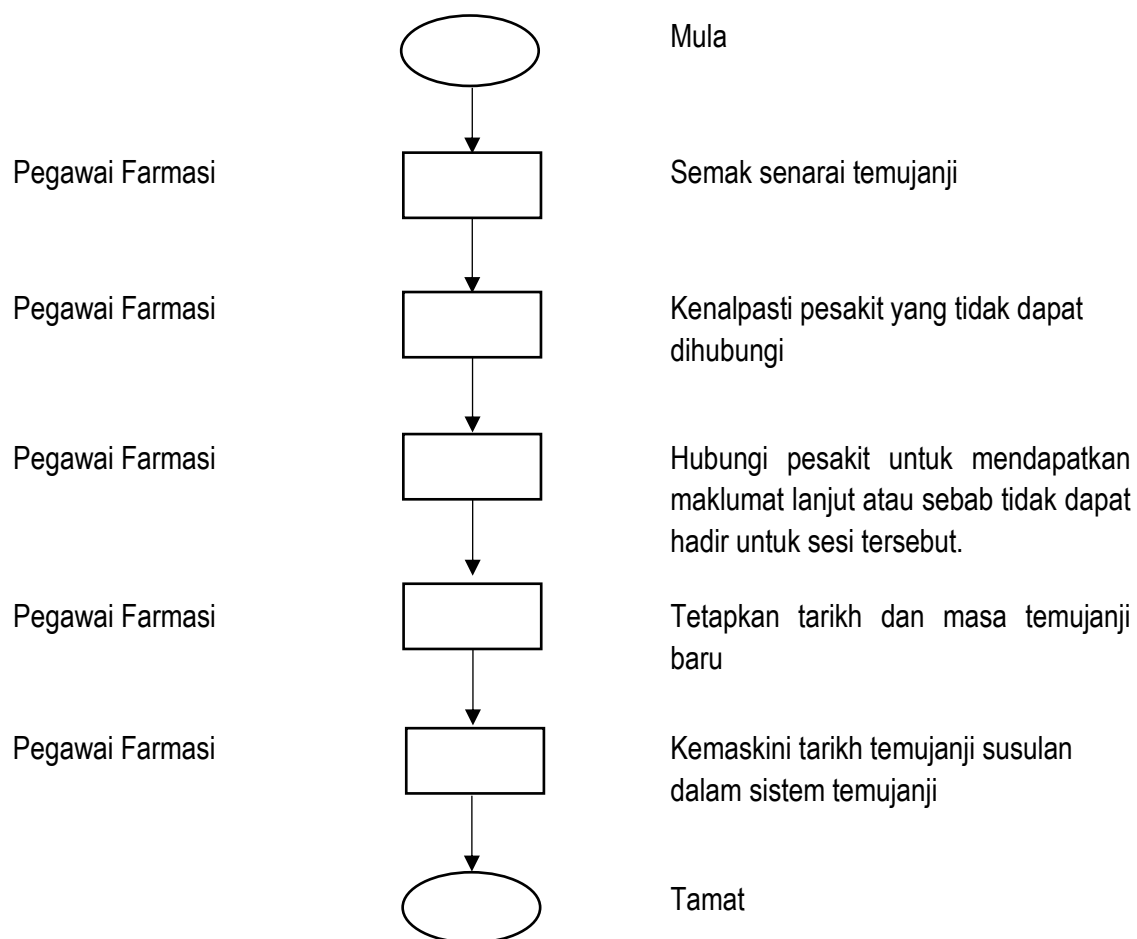 Mula
Pegawai Farmasi
Semak senarai temujanji
Pegawai Farmasi
Kenalpasti pesakit yang tidak dapat
dihubungi
Pegawai Farmasi
Hubungi pesakit untuk mendapatkan
maklumat lanjut atau sebab tidak dapat
hadir untuk sesi tersebut.
Pegawai Farmasi
Tetapkan tarikh dan masa temujanji
baru
Pegawai Farmasi
Kemaskini tarikh temujanji susulan
dalam sistem temujanji
Tamat